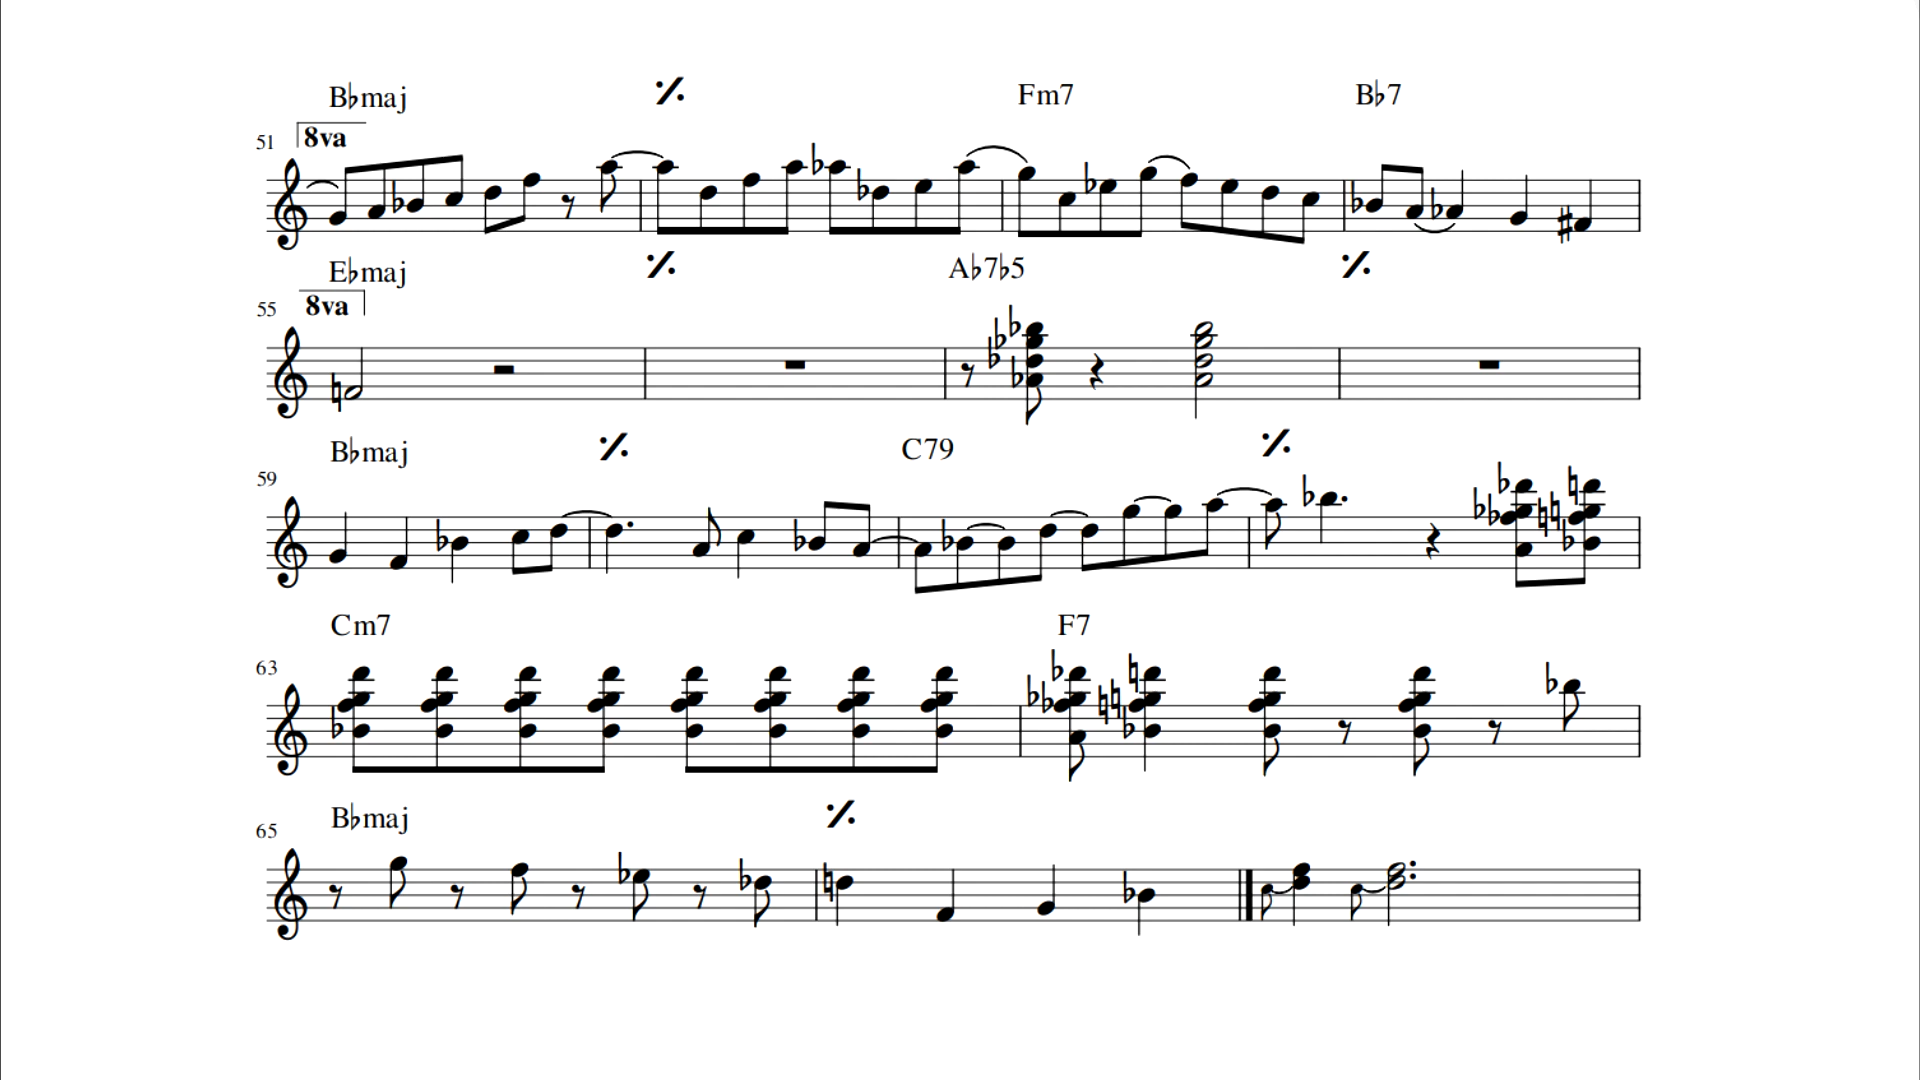 B♭maj Fm7 B♭7
8va
51
E♭maj A♭7♭5
8va
55
B♭maj C79
59
Cm7 F7
63
B♭maj
65